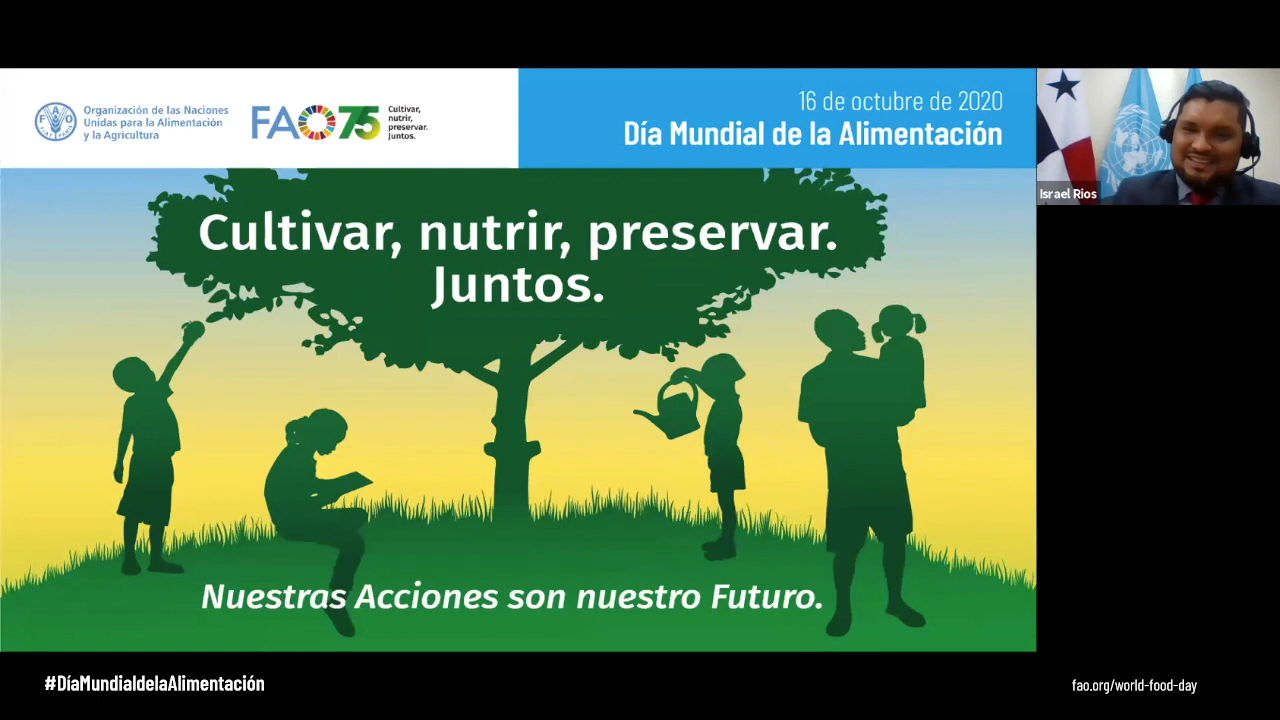 Organización de las Naciones
Unidas para la Alimentación
y la Agricultura
FAO75
Cultivar,
nutrir,
preservar.
Juntos.
16 de octubre de 2020
Día Mundial de la Alimentación
Israel Rios
Cultivar, nutrir, preservar.
Juntos.
Nuestras Acciones son nuestro Futuro.
#DíaMundialdelaAlimentación
fao.org/world-food-day